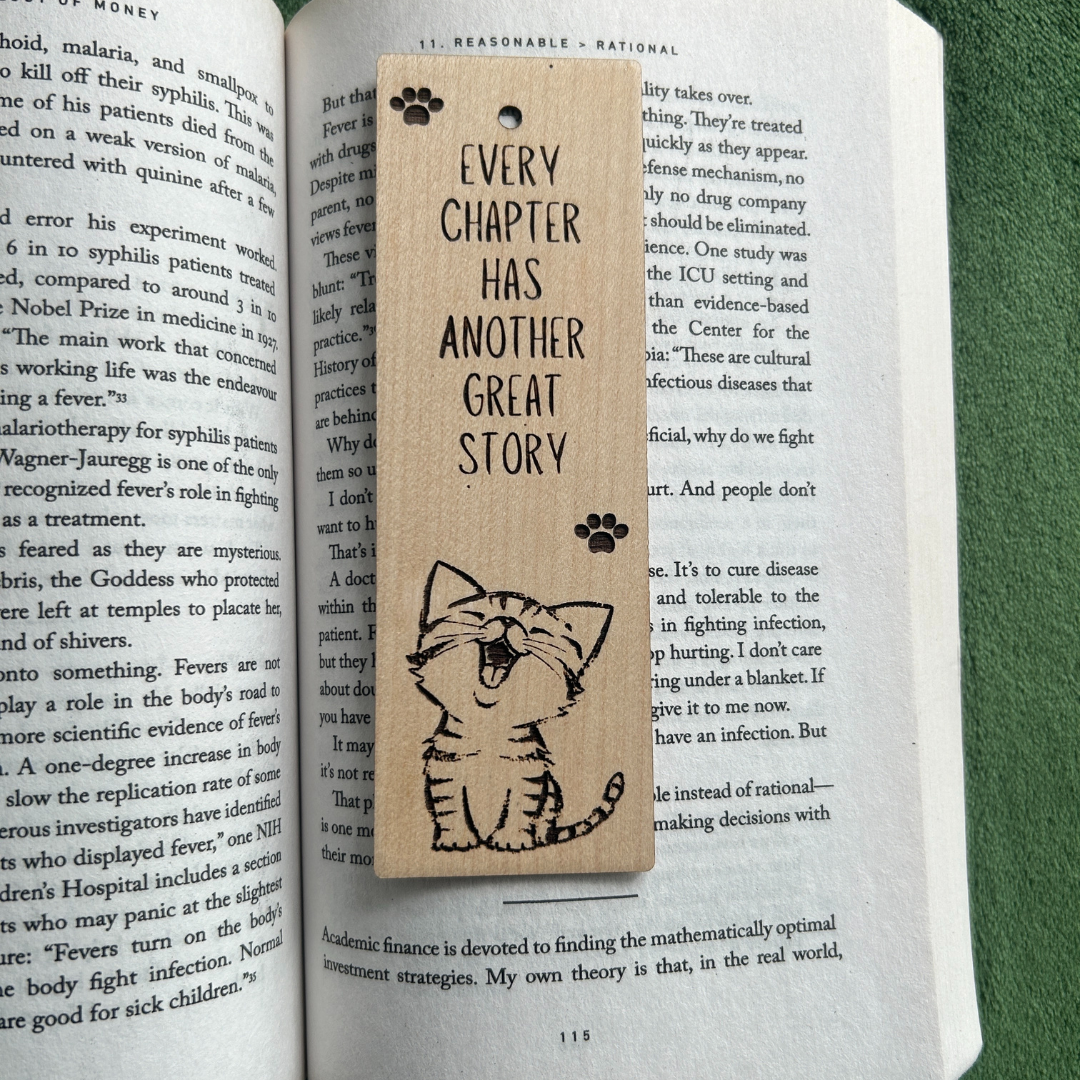 OF MONEY
hoid, malaria, and smallpox to
o kill off their syphilis. This was
me of his patients died from the
ed on a weak version of malaria,
untered with quinine after a few
d error his experiment worked.
6 in 10 syphilis patients treated
ed, compared to around 3 in 10
Nobel Prize in medicine in 1927.
“The main work that concerned
s working life was the endeavour
ing a fever.”33
alariotherapy for syphilis patients
Wagner-Jauregg is one of the only
recognized fever’s role in fighting
as a treatment.
s feared as they are mysterious.
bris, the Goddess who protected
ere left at temples to placate her,
nd of shivers.
onto something. Fevers are not
play a role in the body’s road to
more scientific evidence of fever’s
. A one-degree increase in body
slow the replication rate of some
erous investigators have identified
ts who displayed fever,” one NIH
dren’s Hospital includes a section
ts who may panic at the slightest
ure: “Fevers turn on the body’s
e body fight infection. Normal
are good for sick children.”35
11. REASONABLE > RATIONAL
But that lity takes over.
Fever is thing. They’re treated
with drugs uickly as they appear.
Despite mi efense mechanism, no
parent, no nly no drug company
views fever should be eliminated.
These vi ience. One study was
blunt: “Tr the ICU setting and
likely rela than evidence-based
practice.” the Center for the
History of ia: “These are cultural
practices t nfectious diseases that
are behind
Why do ficial, why do we fight
them so u
I don’t urt. And people don’t
want to hu
That’s i
A doct se. It’s to cure disease
within th and tolerable to the
patient. F s in fighting infection,
but they h op hurting. I don’t care
about dou ring under a blanket. If
you have give it to me now.
It may have an infection. But
it’s not re
That p le instead of rational—
is one mo making decisions with
their mo
EVERY
CHAPTER
HAS
ANOTHER
GREAT
STORY
Academic finance is devoted to finding the mathematically optimal
investment strategies. My own theory is that, in the real world,
115